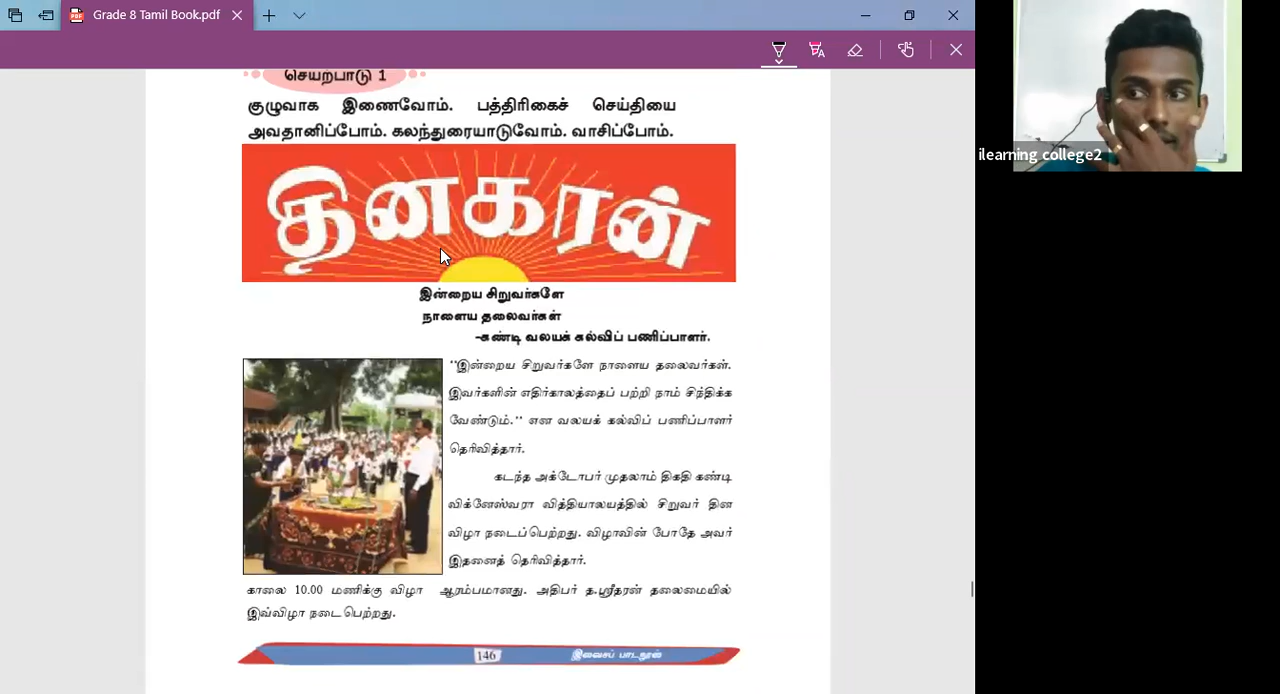 Grade 8 Tamil Book.pdf
செயற்பாடு 1
குழுவாக இணைவோம். பத்திரிகைச் செய்தியை
அவதானிப்போம். கலந்துரையாடுவோம். வாசிப்போம்.
ilearning college2
தினகரன்
இன்றைய சிறுவர்களே
நாளைய தலைவர்கள்
-கண்டி வலயக் கல்விப் பணிப்பாளர்.
"இன்றைய சிறுவர்களே நாளைய தலைவர்கள்.
இவர்களின் எதிர்காலத்தைப் பற்றி நாம் சிந்திக்க
வேண்டும்." என வலயக் கல்விப் பணிப்பாளர்
தெரிவித்தார்.
கடந்த அக்டோபர் முதலாம் திகதி கண்டி
விக்னேஸ்வரா வித்தியாலயத்தில் சிறுவர் தின
விழா நடைப்பெற்றது. விழாவின் போதே அவர்
இதனைத் தெரிவித்தார்.
காலை 10.00 மணிக்கு விழா ஆரம்பமானது. அதிபர் த.ஸ்ரீதரன் தலைமையில்
இவ்விழா நடைபெற்றது.
146
இலவசப் பாடநூல்